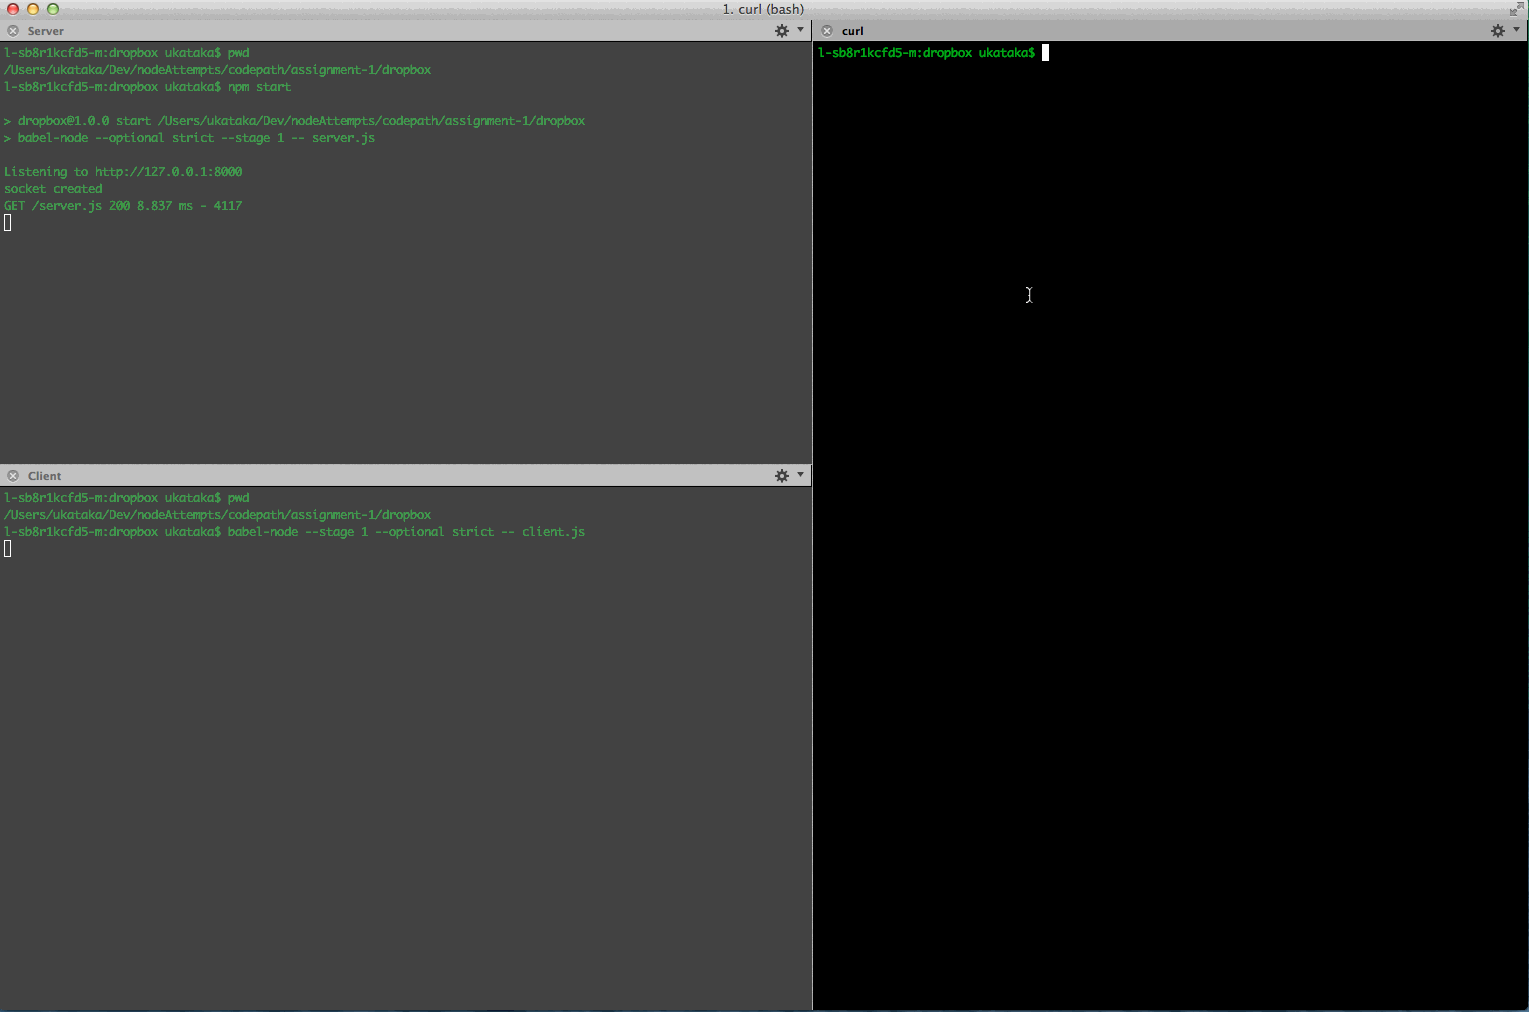 1. curl (bash)
Server
l-sb8r1kcfd5-m:dropbox ukataka$ pwd
/Users/ukataka/Dev/nodeAttempts/codepath/assignment-1/dropbox
l-sb8r1kcfd5-m:dropbox ukataka$ npm start
> dropbox@1.0.0 start /Users/ukataka/Dev/nodeAttempts/codepath/assignment-1/dropbox
> babel-node --optional strict --stage 1 -- server.js
Listening to http://127.0.0.1:8000
socket created
GET /server.js 200 8.837 ms - 4117
Client
l-sb8r1kcfd5-m:dropbox ukataka$ pwd
/Users/ukataka/Dev/nodeAttempts/codepath/assignment-1/dropbox
l-sb8r1kcfd5-m:dropbox ukataka$ babel-node --stage 1 --optional strict -- client.js
curl
l-sb8r1kcfd5-m:dropbox ukataka$